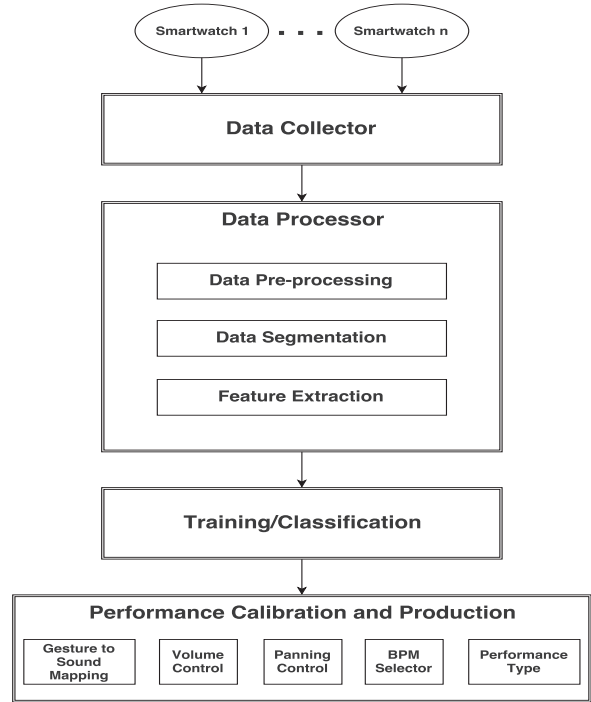 Smartwatch 1 . . . Smartwatch n
Data Collector
Data Processor
Data Pre-processing
Data Segmentation
Feature Extraction
Training/Classification
Performance Calibration and Production
Gesture to
Sound
Mapping
Volume
Control
Panning
Control
BPM
Selector
Performance
Type